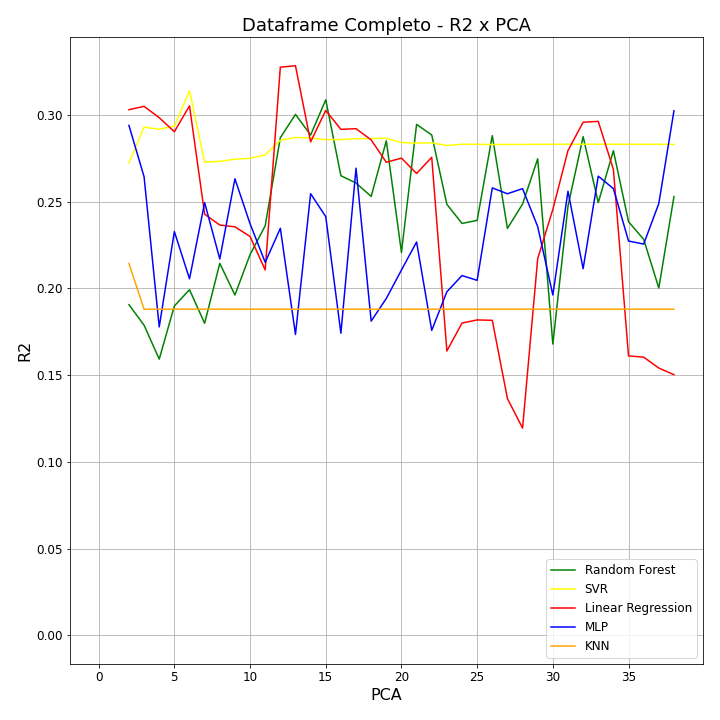 Dataframe Completo - R2 x PCA
R2
0.30
0.25
0.20
0.15
0.10
0.05
0.00
0 5 10 15 20 25 30 35
PCA
Random Forest
SVR
Linear Regression
MLP
KNN